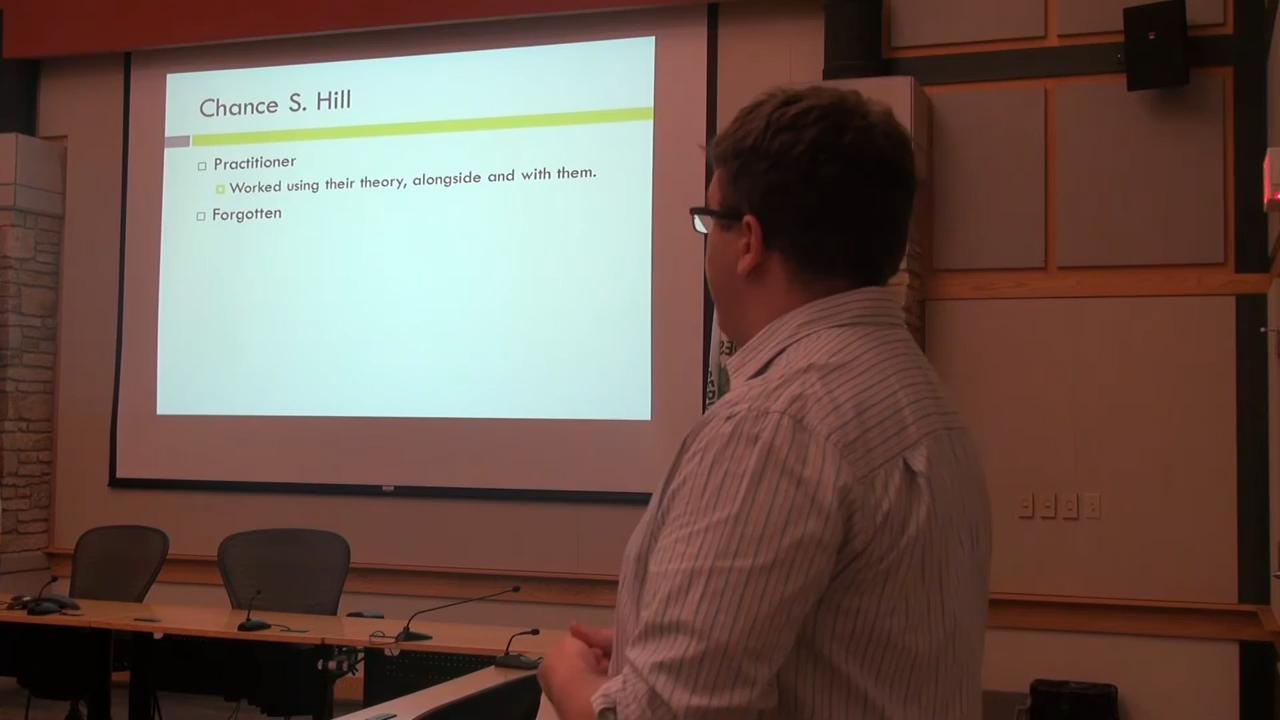 Chance S. Hill
Practitioner
Worked using their theory, alongside and with them.
Forgotten